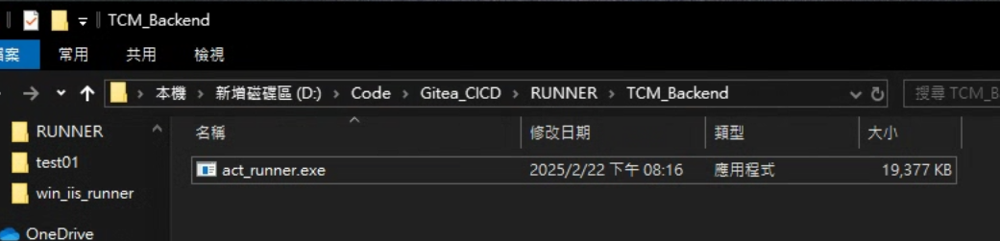 TCM_Backend
檔案 常用 共用 檢視
本機 新增磁碟區 (D:) Code Gitea_CICD RUNNER TCM_Backend 搜尋 TCM_B
RUNNER
test01
win_iis_runner
OneDrive
名稱 修改日期 類型 大小
act_runner.exe 2025/2/22 下午 08:16 應用程式 19,377 KB